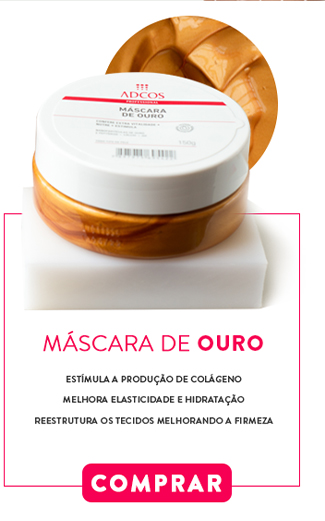 ADCOS
PROFESSIONAL
MÁSCARA
DE OURO
150g
MÁSCARA DE OURO
ESTÍMULA A PRODUÇÃO DE COLÁGENO
MELHORA ELASTICIDADE E HIDRATAÇÃO
REESTRUTURA OS TECIDOS MELHORANDO A FIRMEZA
COMPRAR